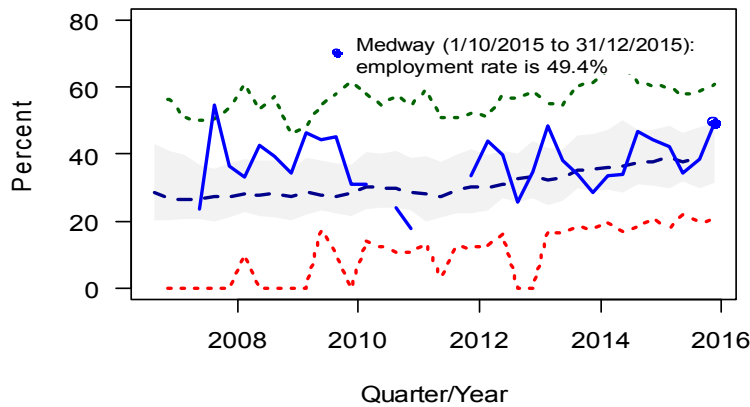 80
60
40
20
0
Percent
Medway (1/10/2015 to 31/12/2015):
employment rate is 49.4%
2008 2010 2012 2014 2016
Quarter/Year